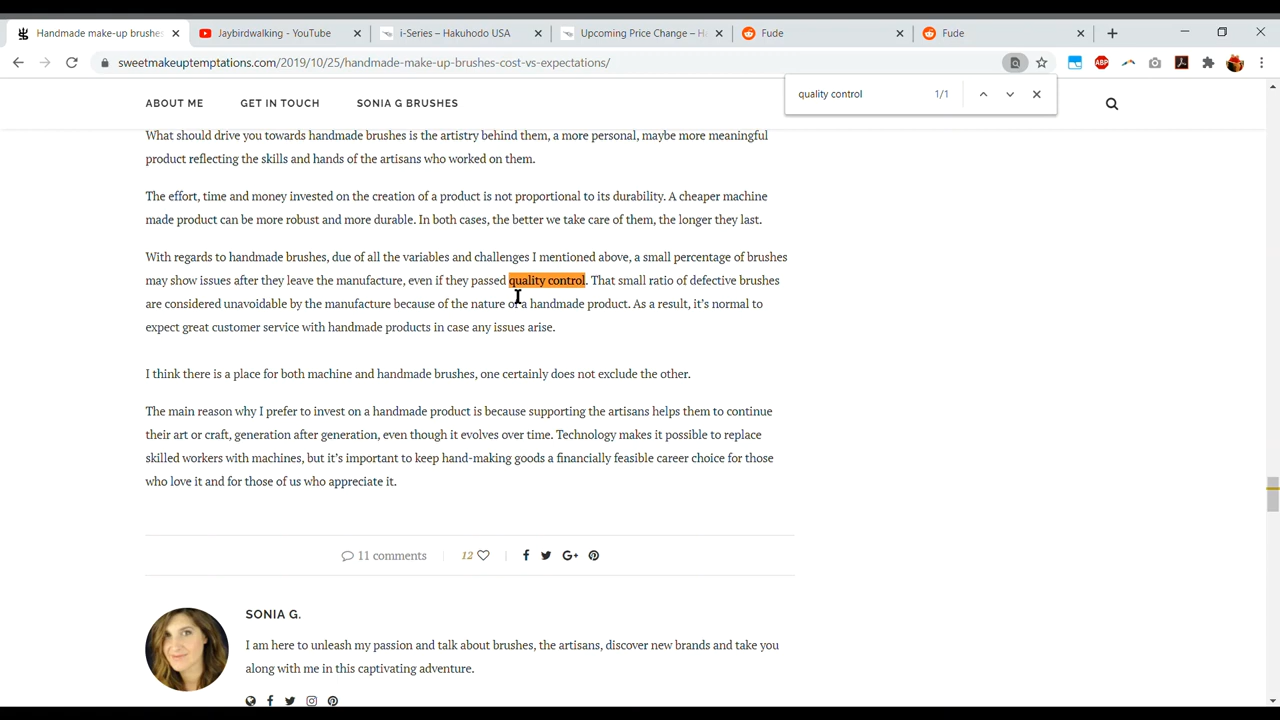 Handmade make-up brushes
Jaybirdwalking - YouTube
i-Series – Hakuhodo USA
Upcoming Price Change – H
Fude
Fude
sweetmakeuptemptations.com/2019/10/25/handmade-make-up-brushes-cost-vs-expectations/
ABP
quality control 1/1
ABOUT ME GET IN TOUCH SONIA G BRUSHES
What should drive you towards handmade brushes is the artistry behind them, a more personal, maybe more meaningful
product reflecting the skills and hands of the artisans who worked on them.
The effort, time and money invested on the creation of a product is not proportional to its durability. A cheaper machine
made product can be more robust and more durable. In both cases, the better we take care of them, the longer they last.
With regards to handmade brushes, due of all the variables and challenges I mentioned above, a small percentage of brushes
may show issues after they leave the manufacture, even if they passed quality control. That small ratio of defective brushes
are considered unavoidable by the manufacture because of the nature of a handmade product. As a result, it's normal to
expect great customer service with handmade products in case any issues arise.
I think there is a place for both machine and handmade brushes, one certainly does not exclude the other.
The main reason why I prefer to invest on a handmade product is because supporting the artisans helps them to continue
their art or craft, generation after generation, even though it evolves over time. Technology makes it possible to replace
skilled workers with machines, but it's important to keep hand-making goods a financially feasible career choice for those
who love it and for those of us who appreciate it.
11 comments 12
SONIA G.
I am here to unleash my passion and talk about brushes, the artisans, discover new brands and take you
along with me in this captivating adventure.